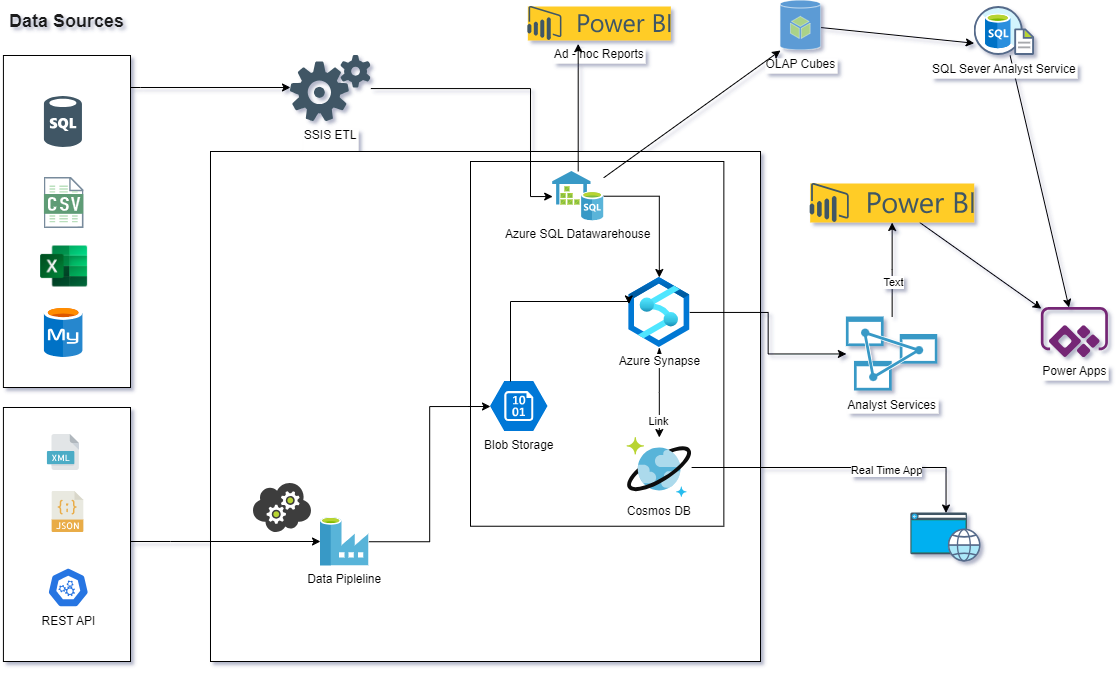 Data Sources
Power BI
Ad - hoc Reports
OLAP Cubes
SQL
SQL Sever Analyst Service
SQL
SSIS ETL
CSV
X
My
SQL
Azure SQL Datawarehouse
Power BI
Text
Azure Synapse
Power Apps
Analyst Services
10
01
Blob Storage
Link
XML
{:}
JSON
Cosmos DB
Real Time App
Data Pipleline
REST API